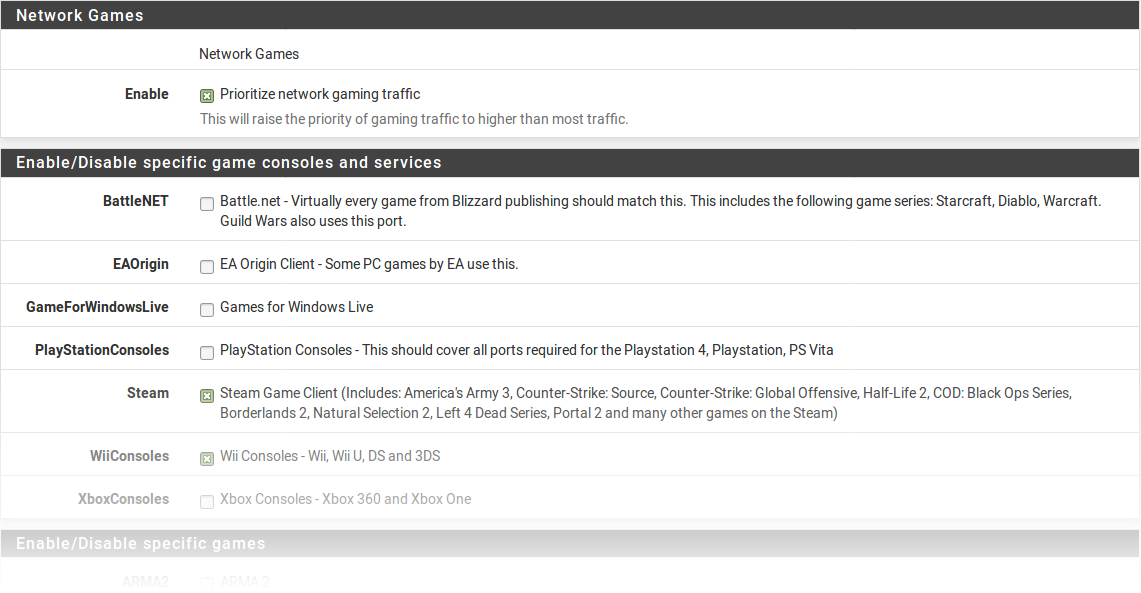 Network Games
Network Games
Enable Prioritize network gaming traffic
This will raise the priority of gaming traffic to higher than most traffic.
Enable/Disable specific game consoles and services
BattleNET Battle.net - Virtually every game from Blizzard publishing should match this. This includes the following game series: Starcraft, Diablo, Warcraft.
Guild Wars also uses this port.
EAOrigin EA Origin Client - Some PC games by EA use this.
GameForWindowsLive Games for Windows Live
PlayStationConsoles PlayStation Consoles - This should cover all ports required for the Playstation 4, Playstation, PS Vita
Steam Steam Game Client (Includes: America's Army 3, Counter-Strike: Source, Counter-Strike: Global Offensive, Half-Life 2, COD: Black Ops Series,
Borderlands 2, Natural Selection 2, Left 4 Dead Series, Portal 2 and many other games on the Steam)
WiiConsoles Wii Consoles - Wii, Wii U, DS and 3DS
XboxConsoles Xbox Consoles - Xbox 360 and Xbox One
Enable/Disable specific games
ARMA2 ARMA 2